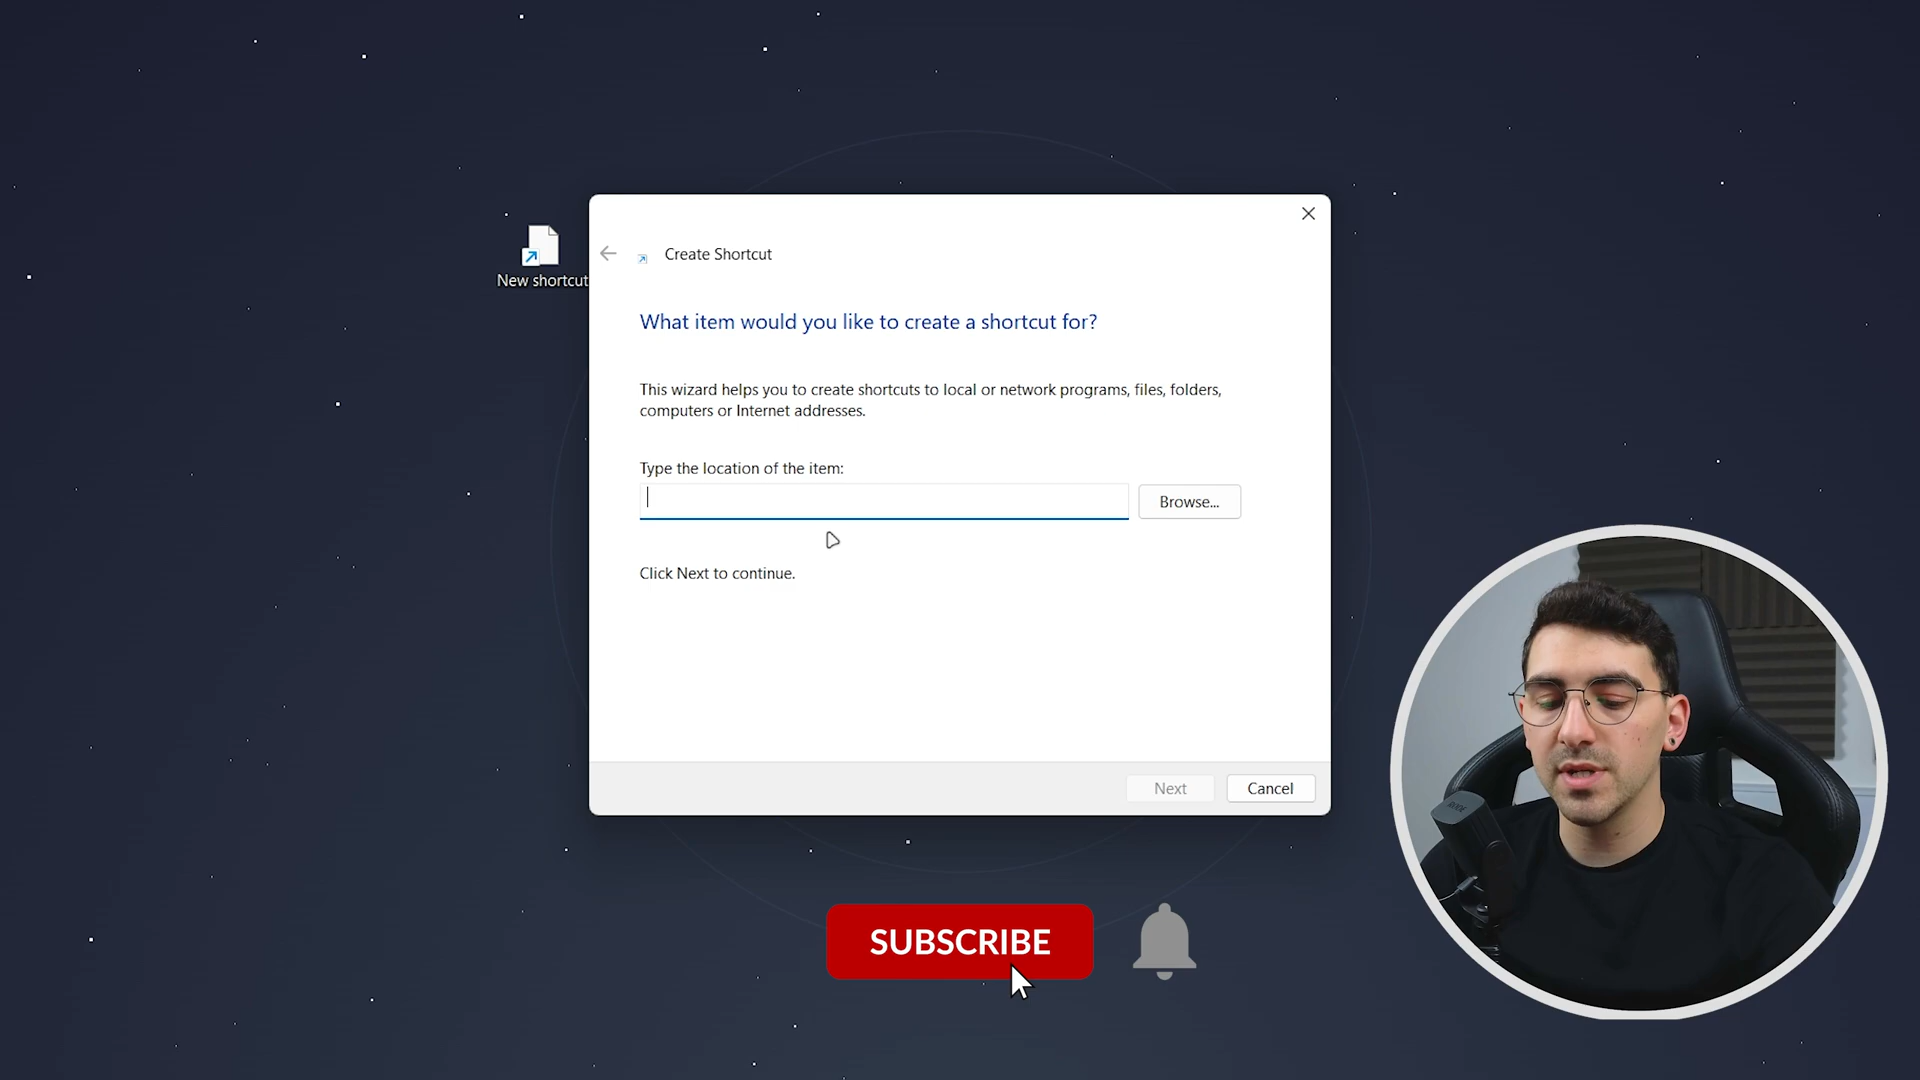 New shortcut
Create Shortcut
What item would you like to create a shortcut for?
This wizard helps you to create shortcuts to local or network programs, files, folders,
computers or Internet addresses.
Type the location of the item:
Browse...
Click Next to continue.
Next
Cancel
SUBSCRIBE